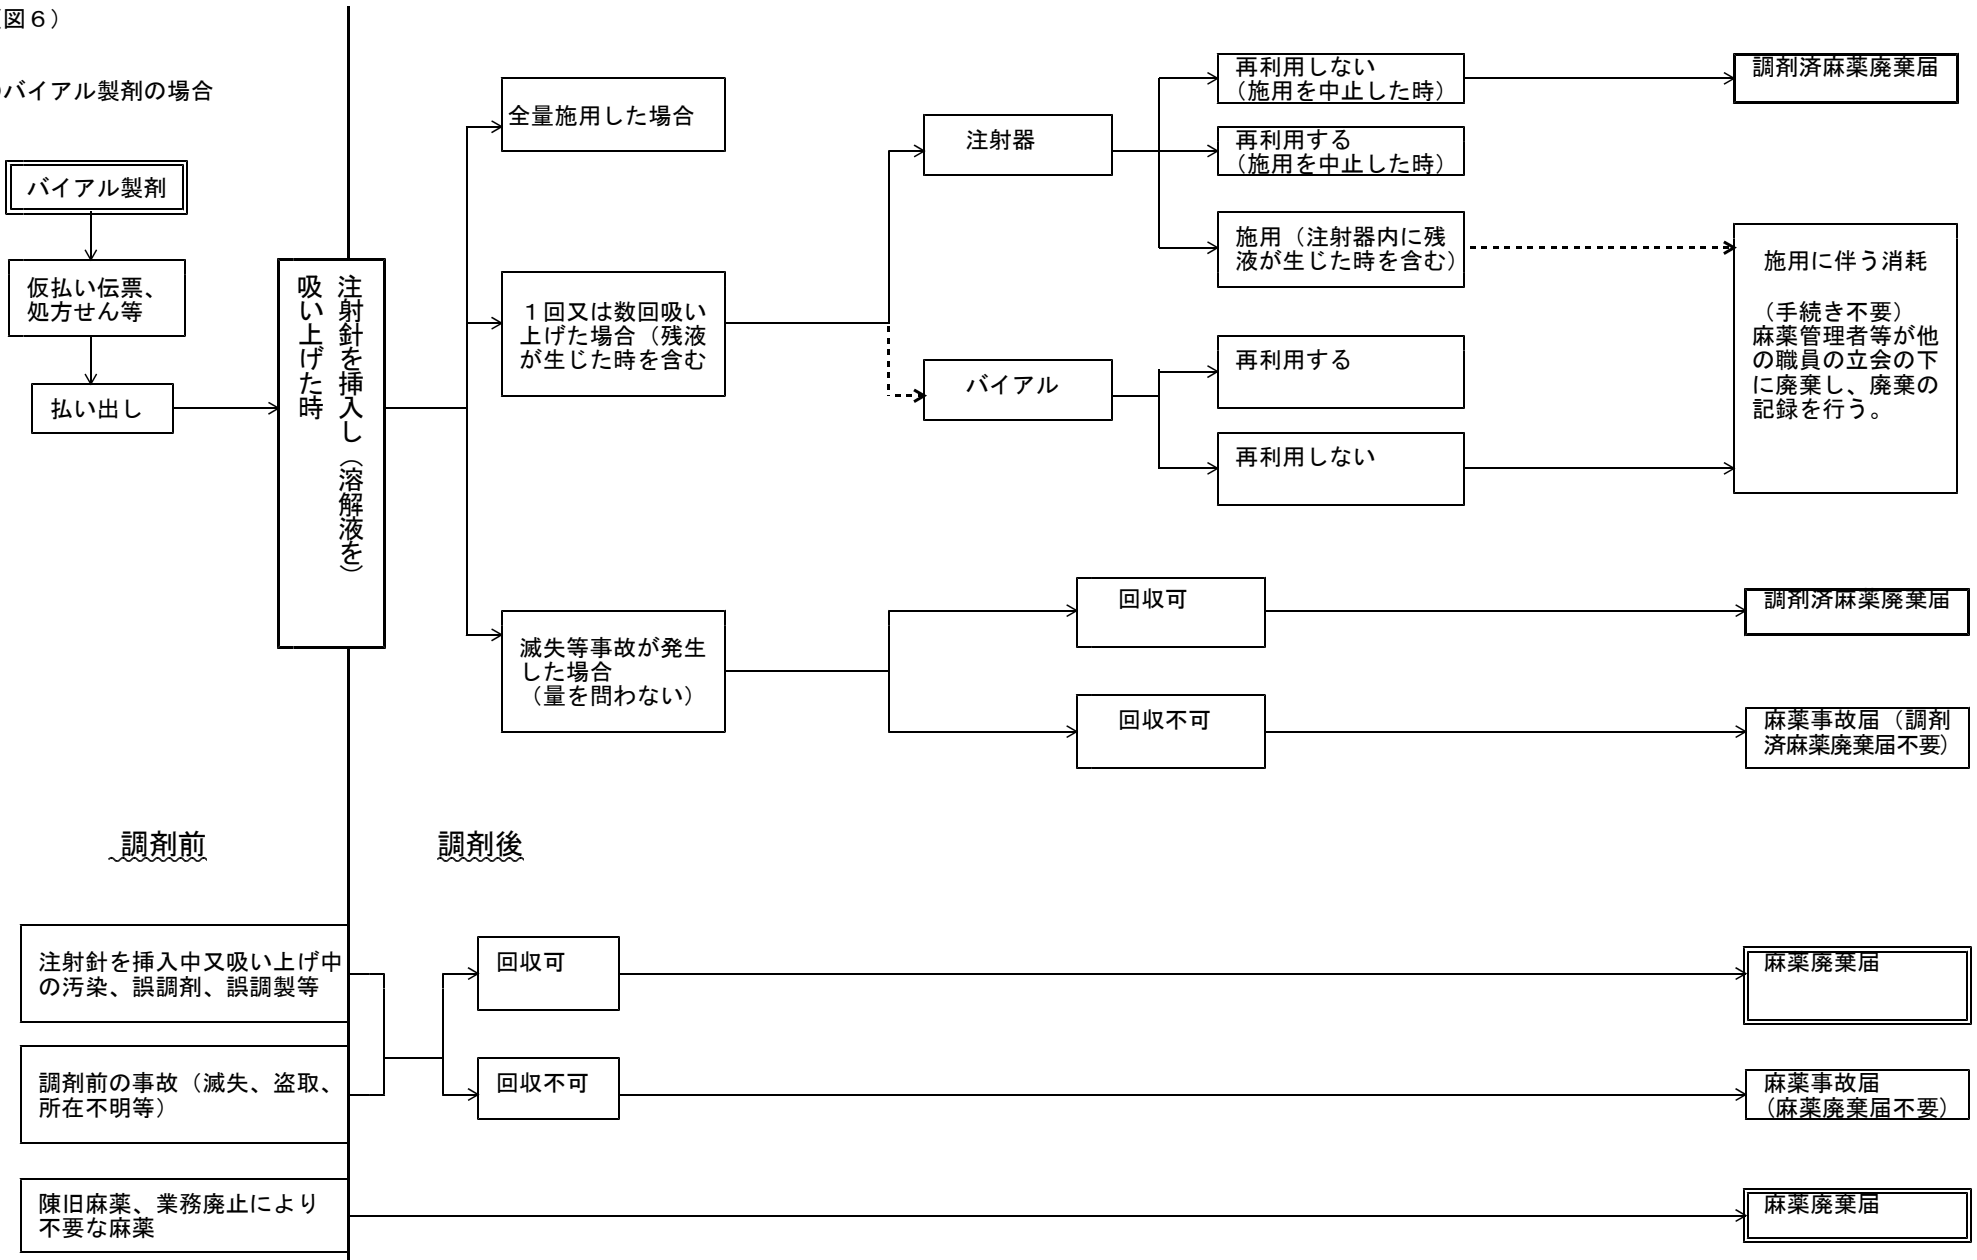 図６）
バイアル製剤の場合
バイアル製剤
仮払い伝票、
処方せん等
払い出し
注射針を挿入し（溶解液を）
吸い上げた時
全量施用した場合
１回又は数回吸い
上げた場合（残液
が生じた時を含む
滅失等事故が発生
した場合
（量を問わない）
注射器
バイアル
再利用しない
（施用を中止した時）
再利用する
（施用を中止した時）
施用（注射器内に残
液が生じた時を含む）
再利用する
再利用しない
調剤済麻薬廃棄届
施用に伴う消耗
（手続き不要）
麻薬管理者等が他
の職員の立会の下
に廃棄し、廃棄の
記録を行う。
回収可
回収不可
調剤済麻薬廃棄届
麻薬事故届（調剤
済麻薬廃棄届不要）
調剤前
調剤後
注射針を挿入中又吸い上げ中
の汚染、誤調剤、誤調製等
調剤前の事故（滅失、盗取、
所在不明等）
回収可
回収不可
麻薬廃棄届
麻薬事故届
（麻薬廃棄届不要）
陳旧麻薬、業務廃止により
不要な麻薬
麻薬廃棄届